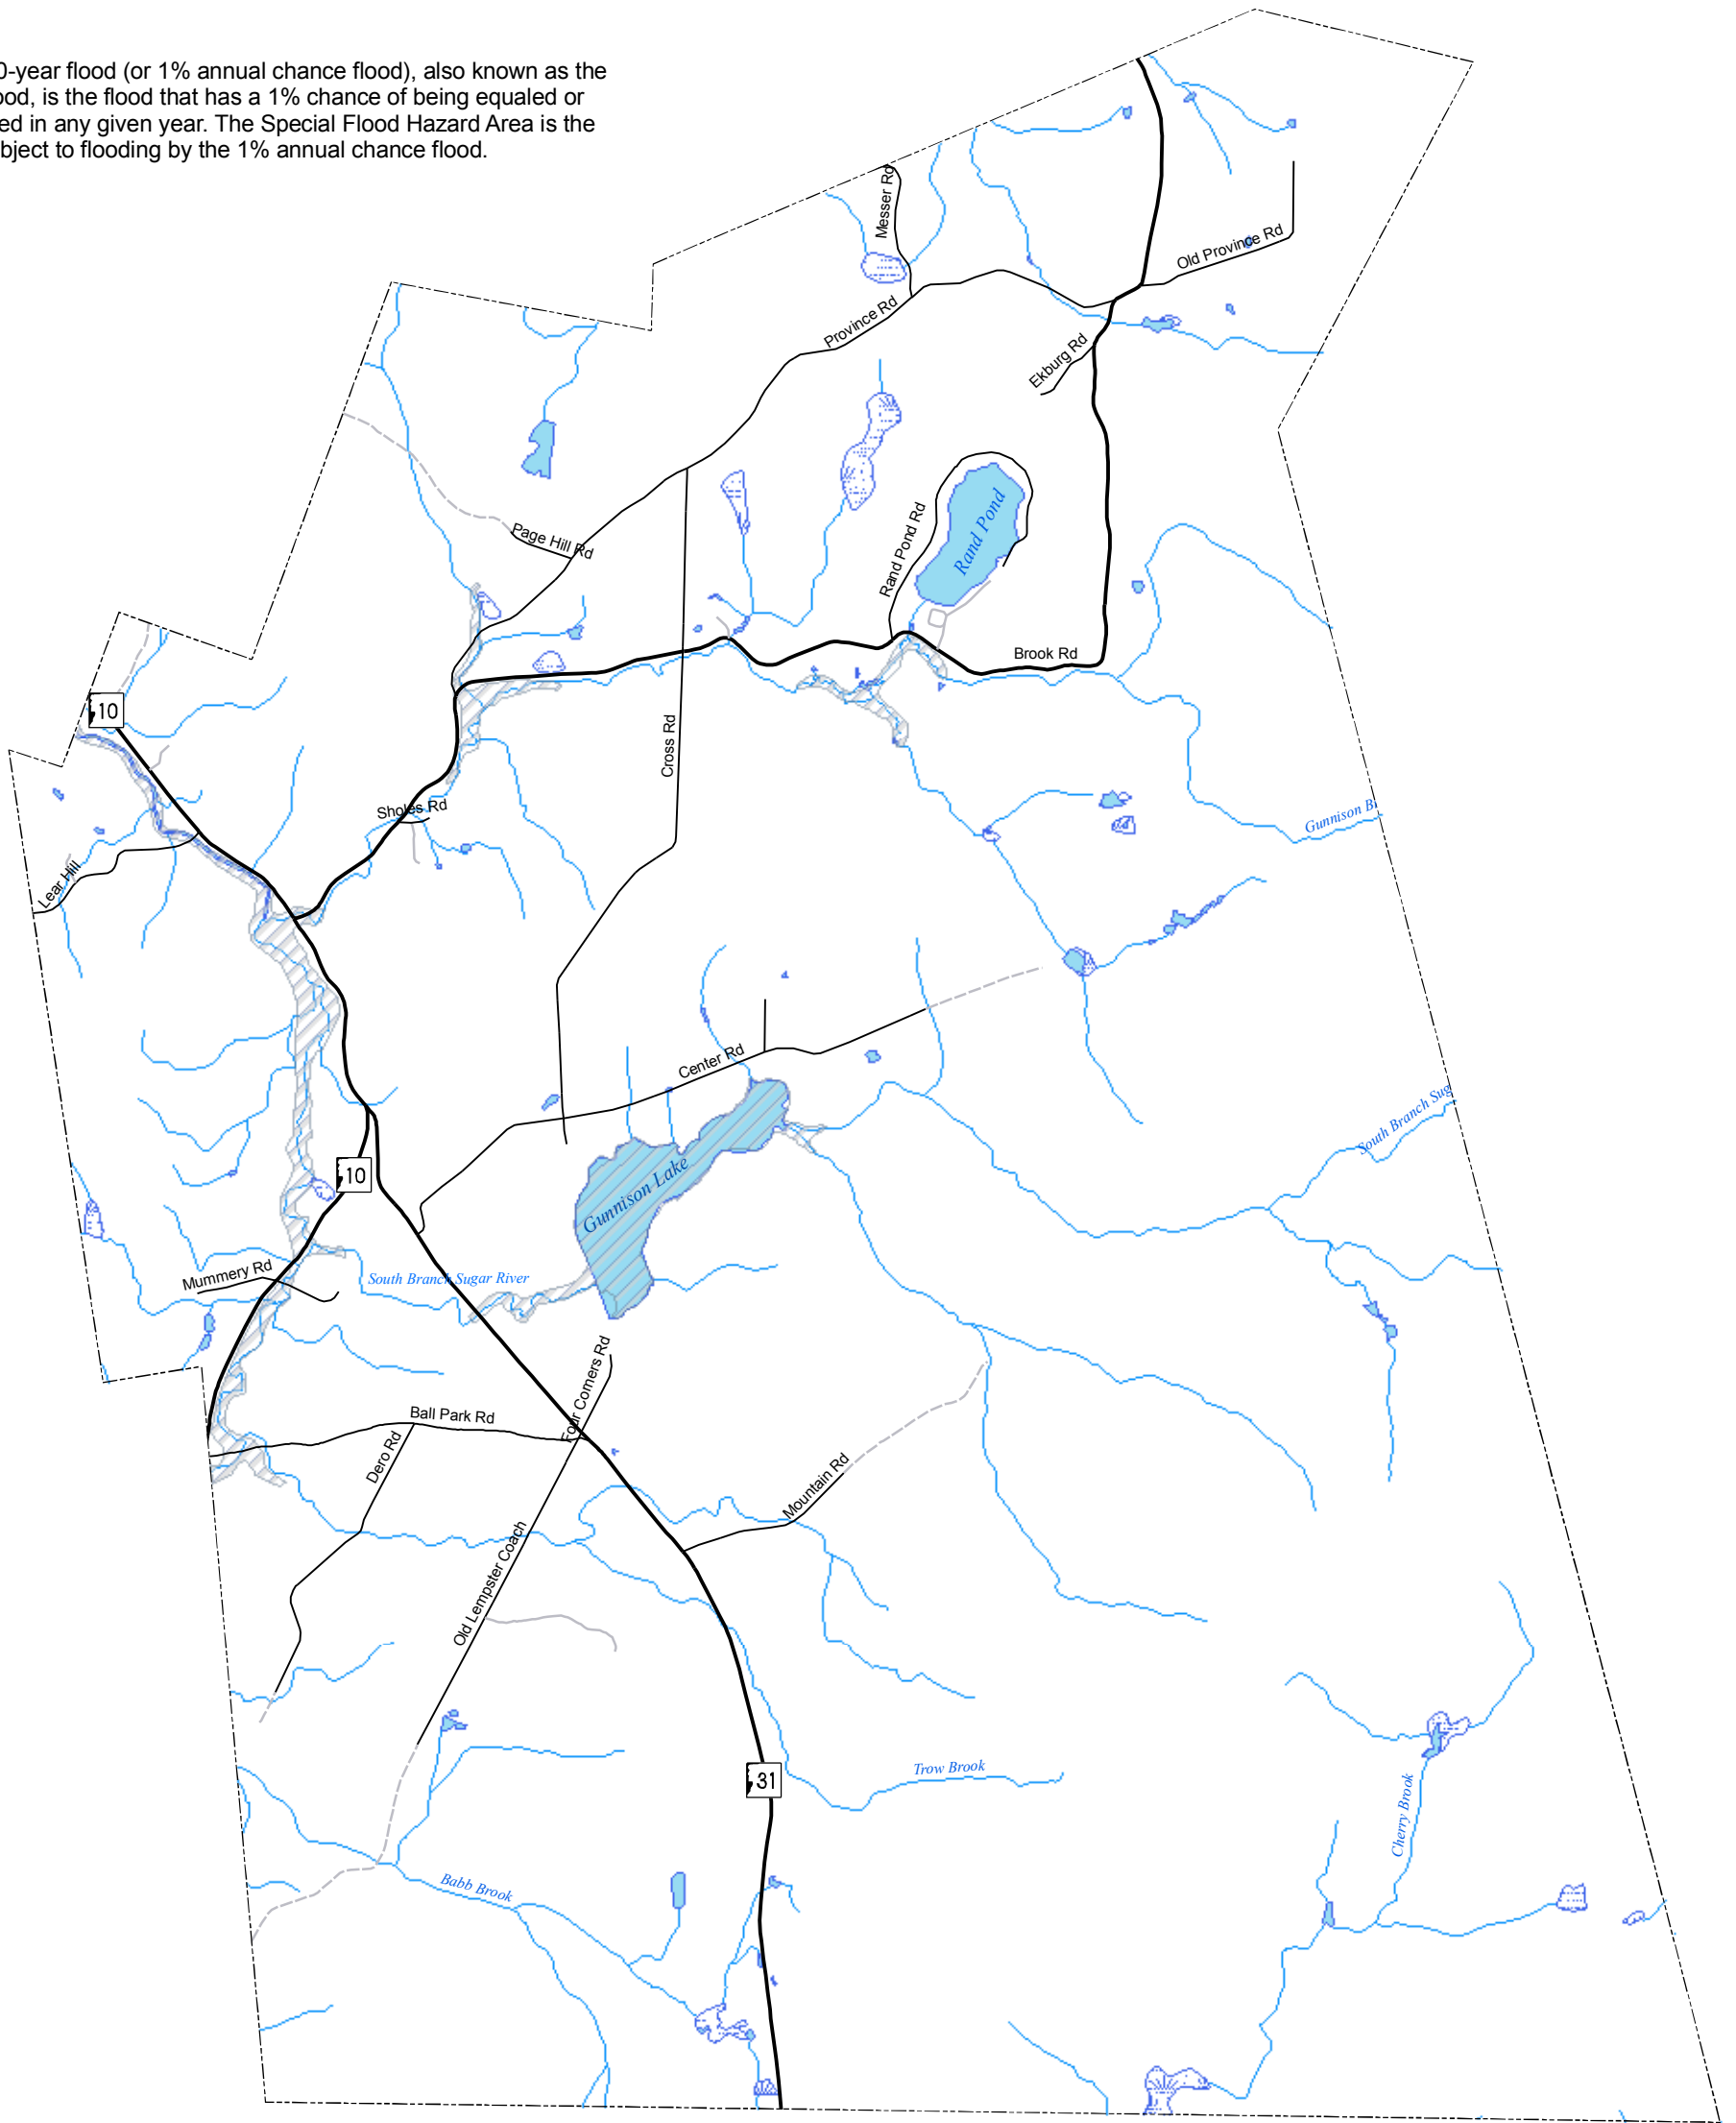 0-year flood (or 1% annual chance flood), also known as the
ood, is the flood that has a 1% chance of being equaled or
ed in any given year. The Special Flood Hazard Area is the
bject to flooding by the 1% annual chance flood.
Messer Rd
Old Province Rd
Province Rd
Ekburg Rd
Rand Pond Rd
Rand Pond
Page Hill Rd
Brook Rd
10
Cross Rd
Sholes Rd
Gunnison B
Lear Hill
Center Rd
South Branch Sug
10
Gunnison Lake
Mummery Rd
South Branch Sugar River
Four Corners Rd
Ball Park Rd
Dero Rd
Mountain Rd
Old Lempster Coach
31
Trow Brook
Cherry Brook
Babb Brook